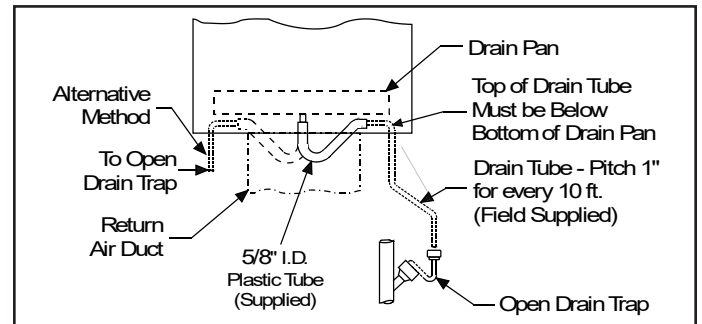 Drain Pan
Alternative
Method
Top of Drain Tube
Must be Below
Bottom of Drain Pan
To Open
Drain Trap
Drain Tube - Pitch 1"
for every 10 ft.
(Field Supplied)
Return
Air Duct
5/8" I.D.
Plastic Tube
(Supplied)
Open Drain Trap